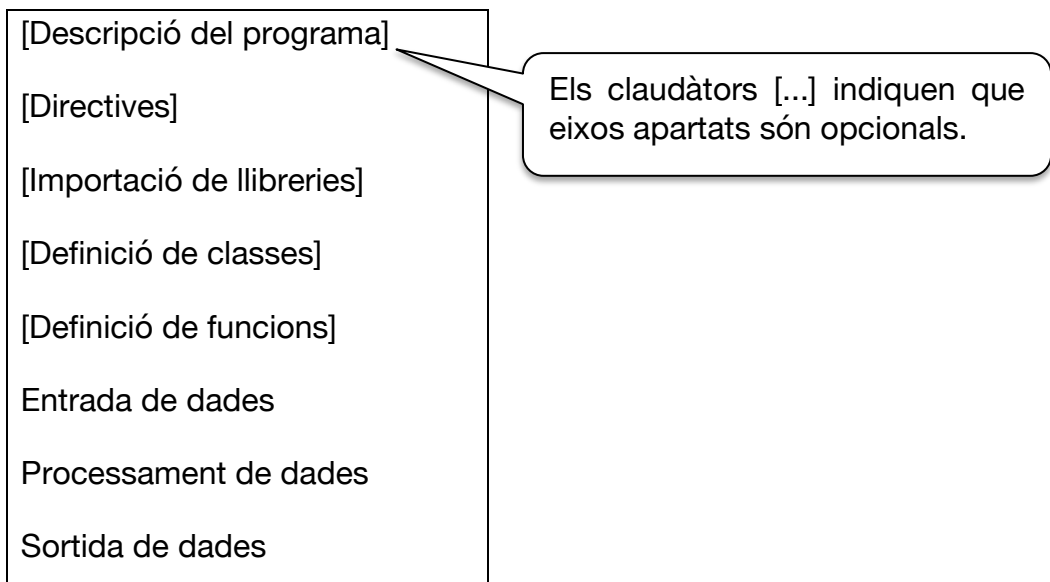 [Descripció del programa]
Els claudàtors [...] indiquen que
eixos apartats són opcionals.
[Directives]
[Importació de llibreries]
[Definició de classes]
[Definició de funcions]
Entrada de dades
Processament de dades
Sortida de dades